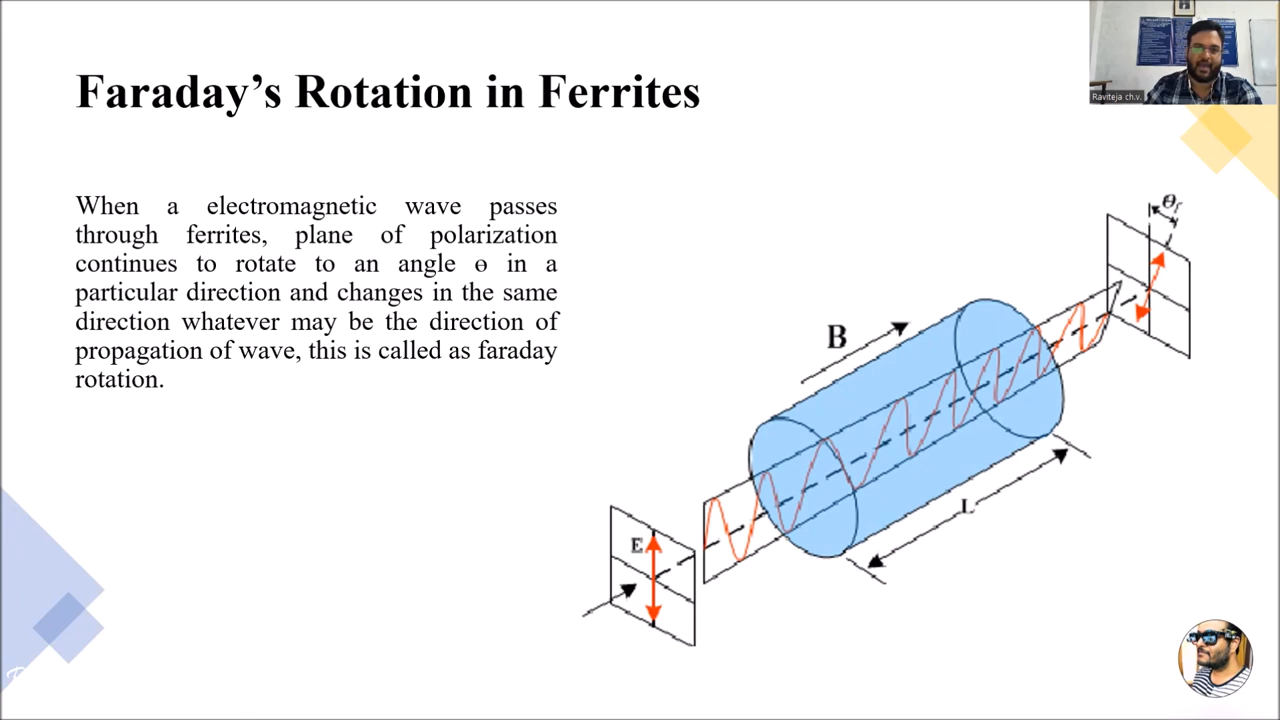 Faraday's Rotation in Ferrites
Raviteja ch.v.
When a electromagnetic wave passes
through ferrites, plane of polarization
continues to rotate to an angle ɵ in a
particular direction and changes in the same
direction whatever may be the direction of
propagation of wave, this is called as faraday
rotation.
θf
B
L
E